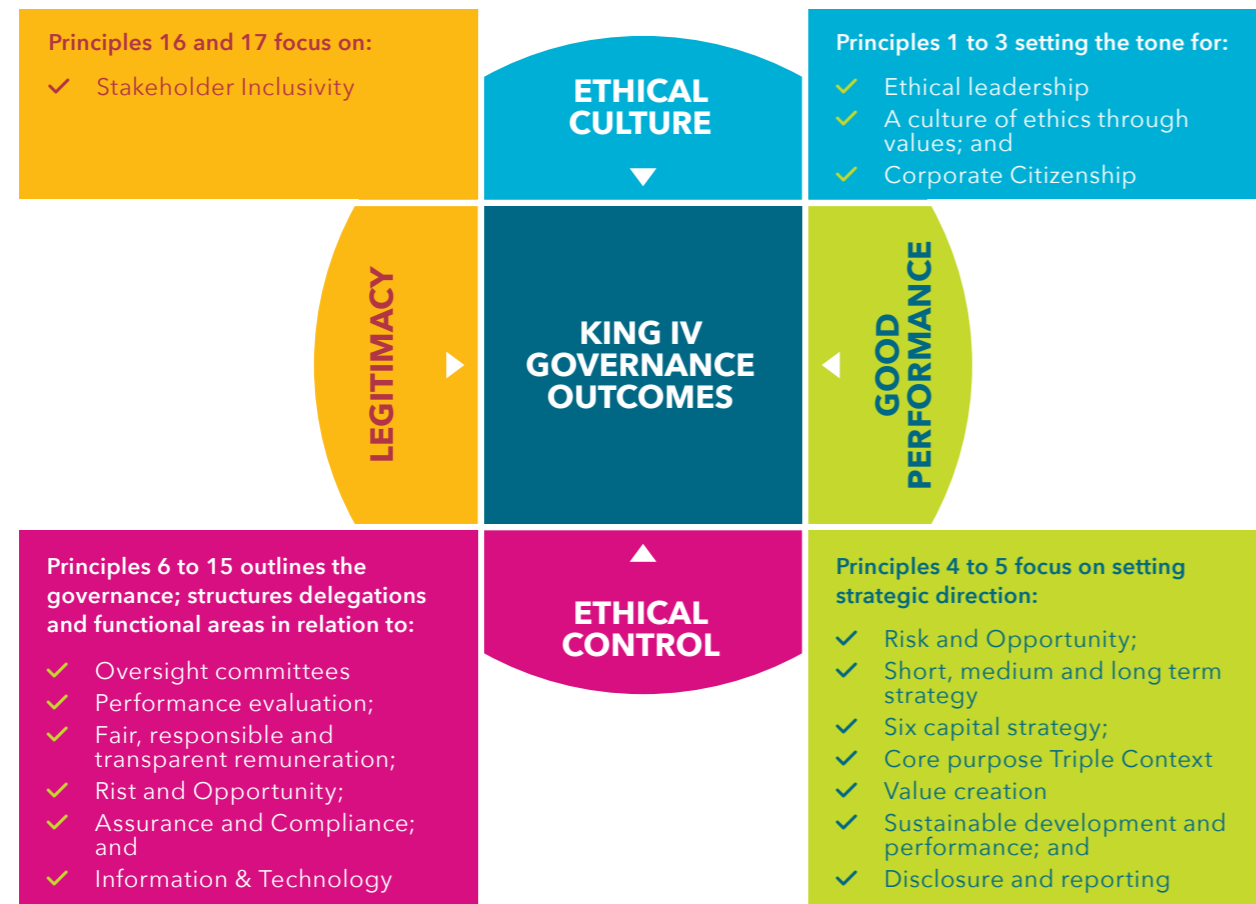 Principles 16 and 17 focus on:
Stakeholder Inclusivity
ETHICAL
CULTURE
Principles 1 to 3 setting the tone for:
Ethical leadership
A culture of ethics through
values; and
Corporate Citizenship
LEGITIMACY
KING IV
GOVERNANCE
OUTCOMES
GOOD
PERFORMANCE
Principles 6 to 15 outlines the
governance; structures delegations
and functional areas in relation to:
Oversight committees
Performance evaluation;
Fair, responsible and
transparent remuneration;
Rist and Opportunity;
Assurance and Compliance;
and
Information & Technology
ETHICAL
CONTROL
Principles 4 to 5 focus on setting
strategic direction:
Risk and Opportunity;
Short, medium and long term
strategy
Six capital strategy;
Core purpose Triple Context
Value creation
Sustainable development and
performance; and
Disclosure and reporting